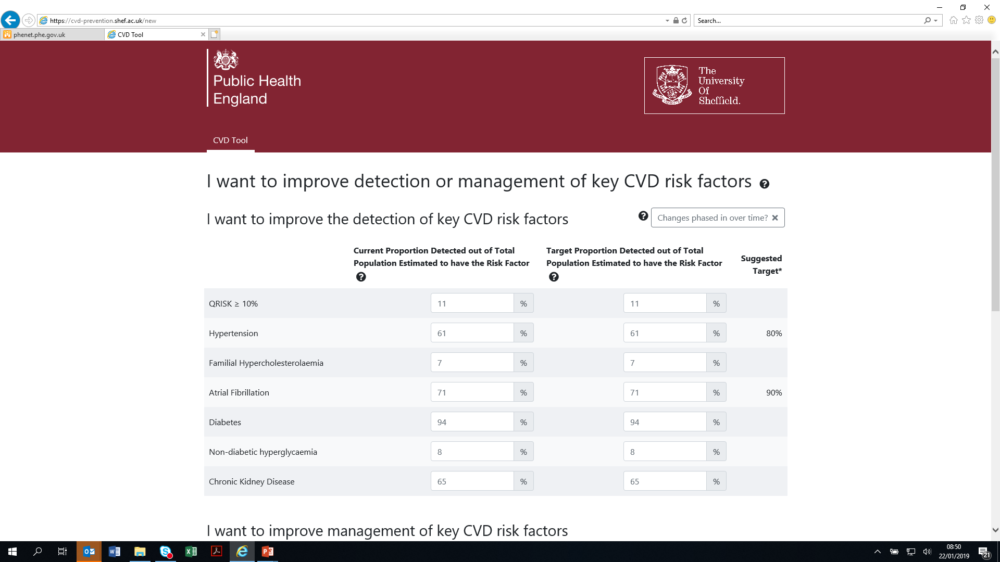 https://cvd-prevention.shef.ac.uk/new
Search...
phenet.phe.gov.uk
CVD Tool
Public Health
England
The
University
Of
Sheffield.
CVD Tool
I want to improve detection or management of key CVD risk factors ?
I want to improve the detection of key CVD risk factors
? Changes phased in over time? ×
Current Proportion Detected out of Total
Population Estimated to have the Risk Factor
?
Target Proportion Detected out of Total
Population Estimated to have the Risk Factor
?
Suggested
Target*
QRISK ≥ 10% 11 % 11 %
Hypertension 61 % 61 % 80%
Familial Hypercholesterolaemia 7 % 7 %
Atrial Fibrillation 71 % 71 % 90%
Diabetes 94 % 94 %
Non-diabetic hyperglycaemia 8 % 8 %
Chronic Kidney Disease 65 % 65 %
I want to improve management of key CVD risk factors
08:50
22/01/2019
21